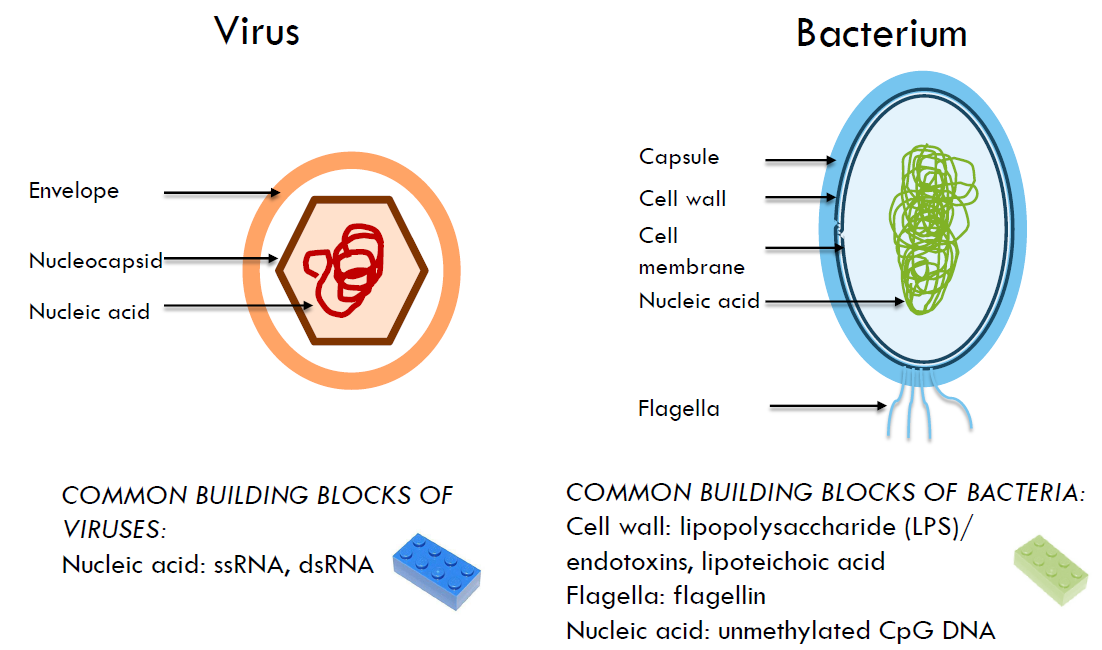 Virus
Envelope
Nucleocapsid
Nucleic acid
COMMON BUILDING BLOCKS OF
VIRUSES:
Nucleic acid: ssRNA, dsRNA
Bacterium
Capsule
Cell wall
Cell
membrane
Nucleic acid
Flagella
COMMON BUILDING BLOCKS OF BACTERIA:
Cell wall: lipopolysaccharide (LPS)/
endotoxins, lipoteichoic acid
Flagella: flagellin
Nucleic acid: unmethylated CpG DNA